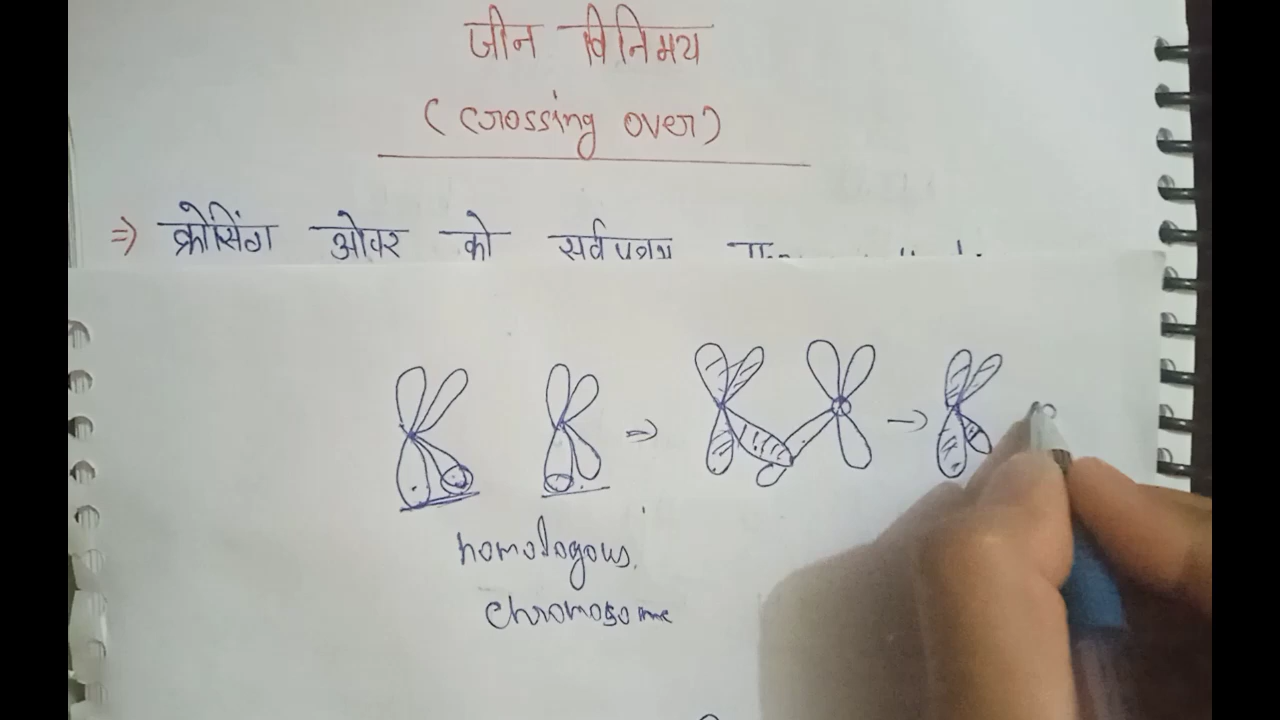 जीन विनिमय
(crossing over)
⇒ क्रोसिंग ओवर को सर्वप्रथम
homologous.
chromosome